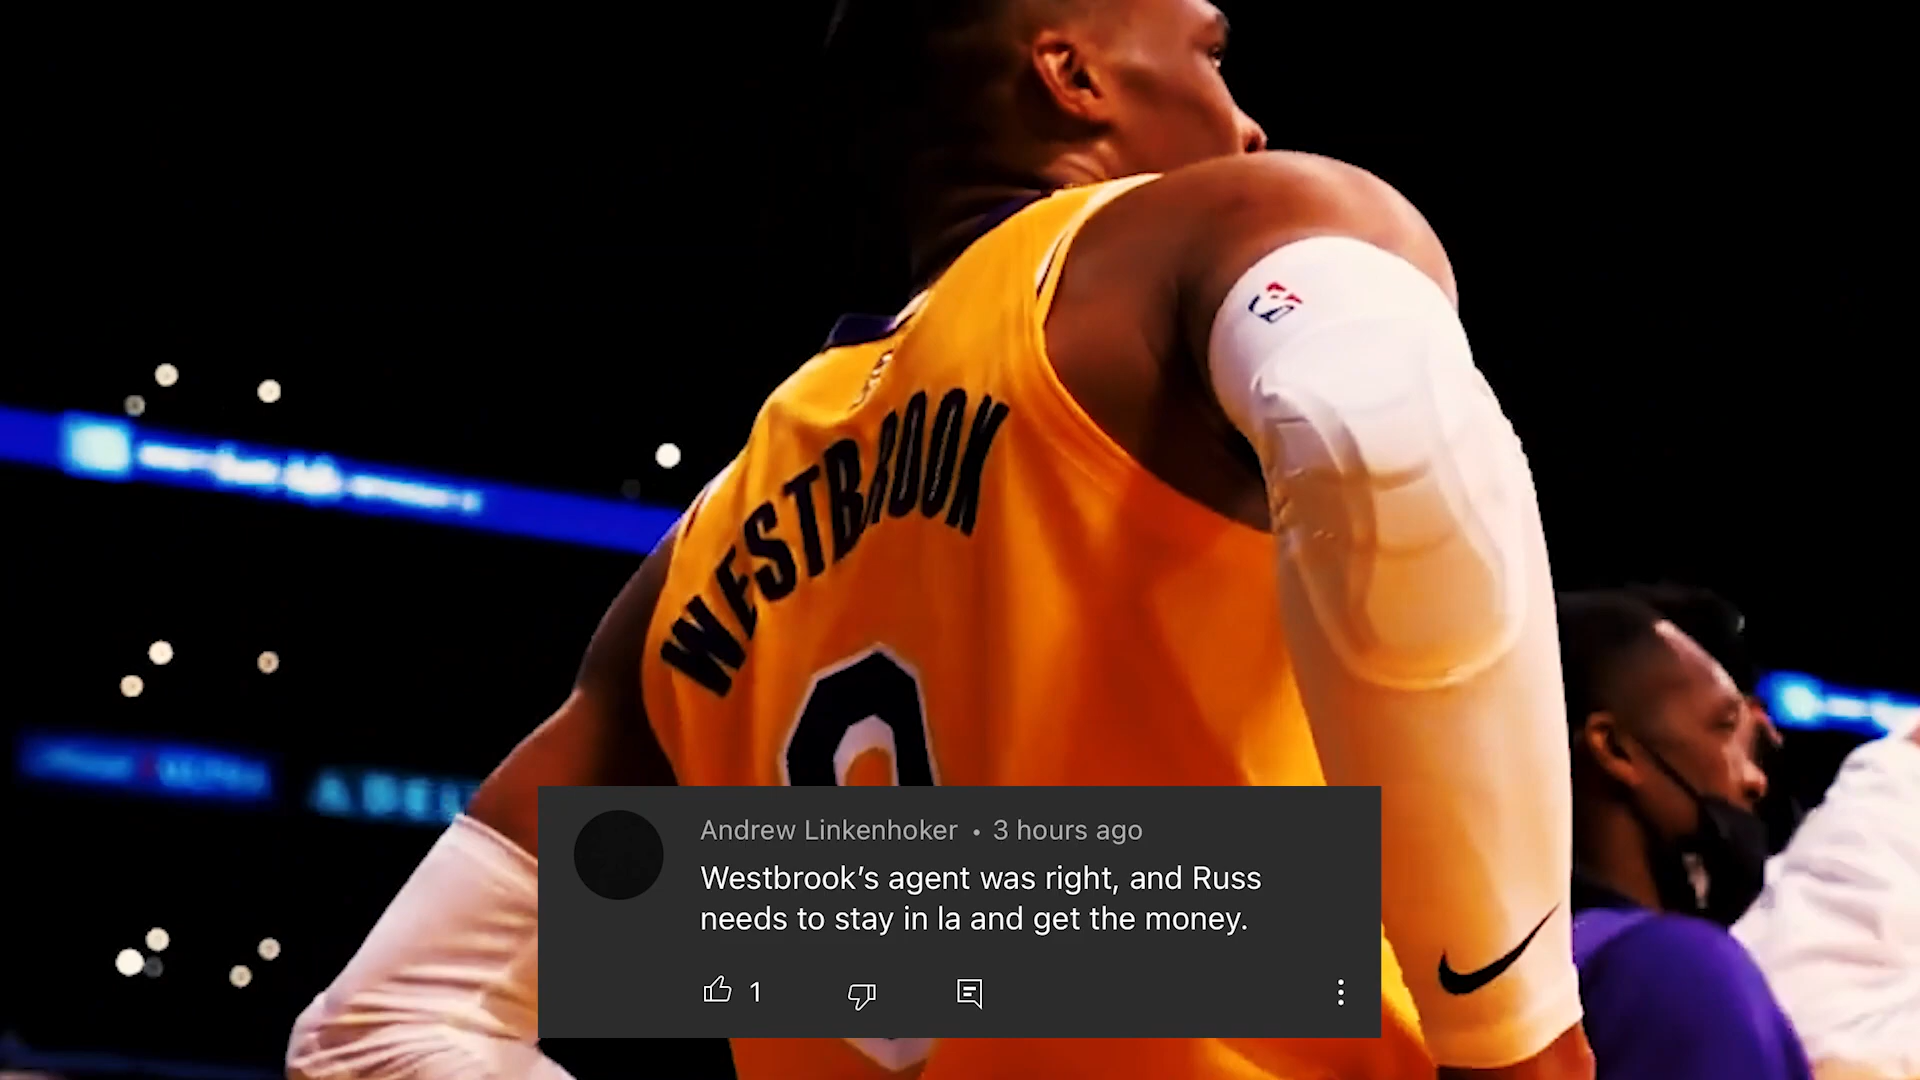 WESTBROOK
0
Andrew Linkenhoker • 3 hours ago
Westbrook’s agent was right, and Russ
needs to stay in la and get the money.
1